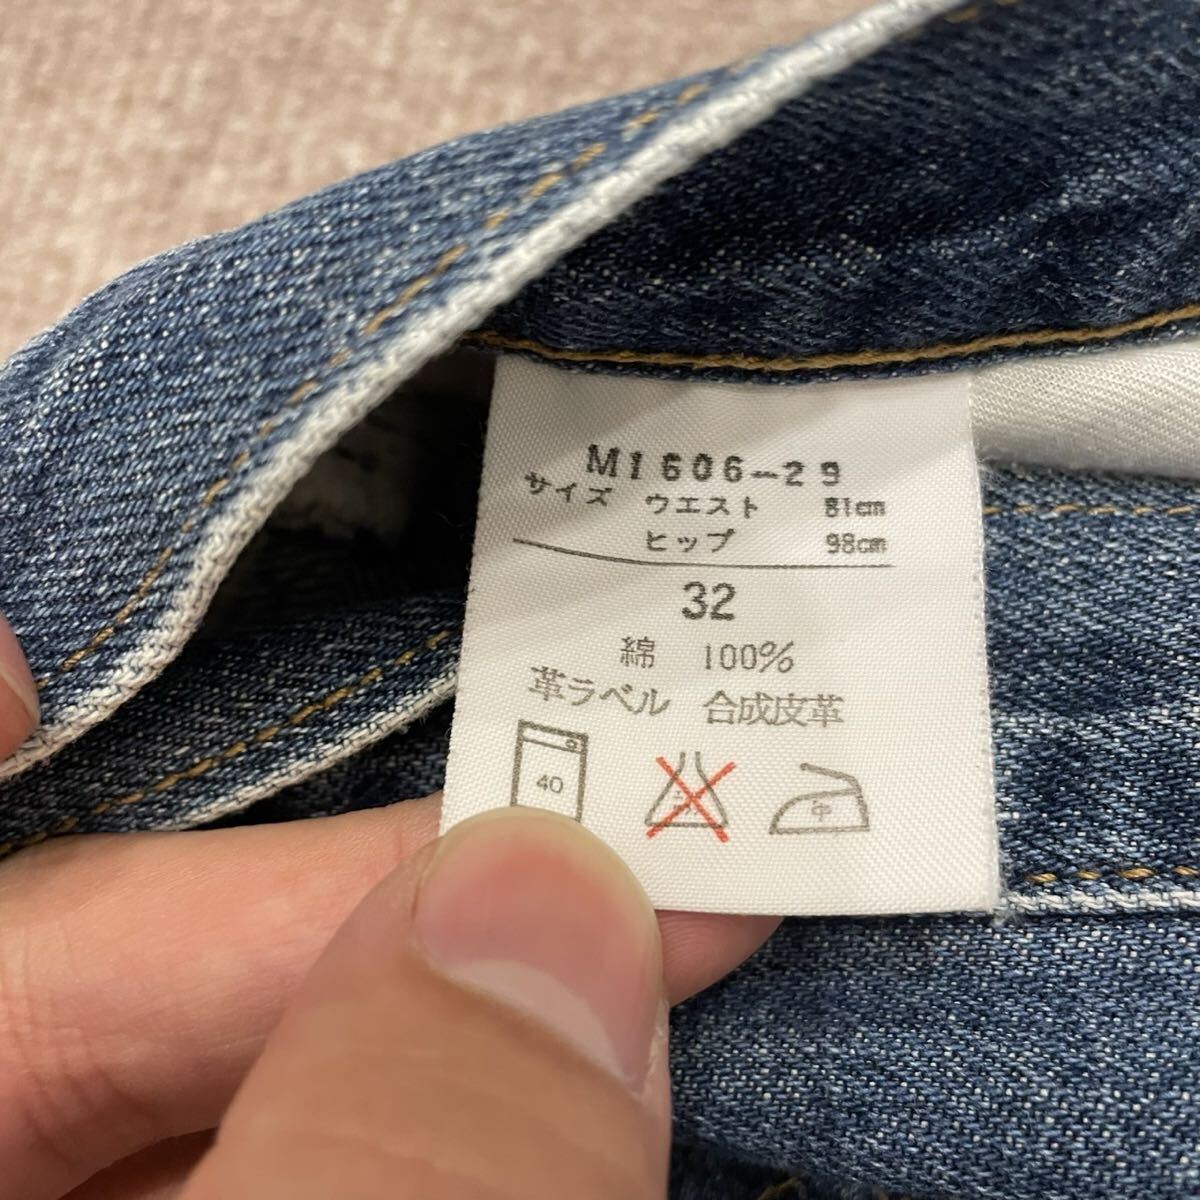 M1606-29
サイズ ウエスト 81cm
ヒップ 98cm
32
綿 100%
革ラベル 合成皮革
40
中